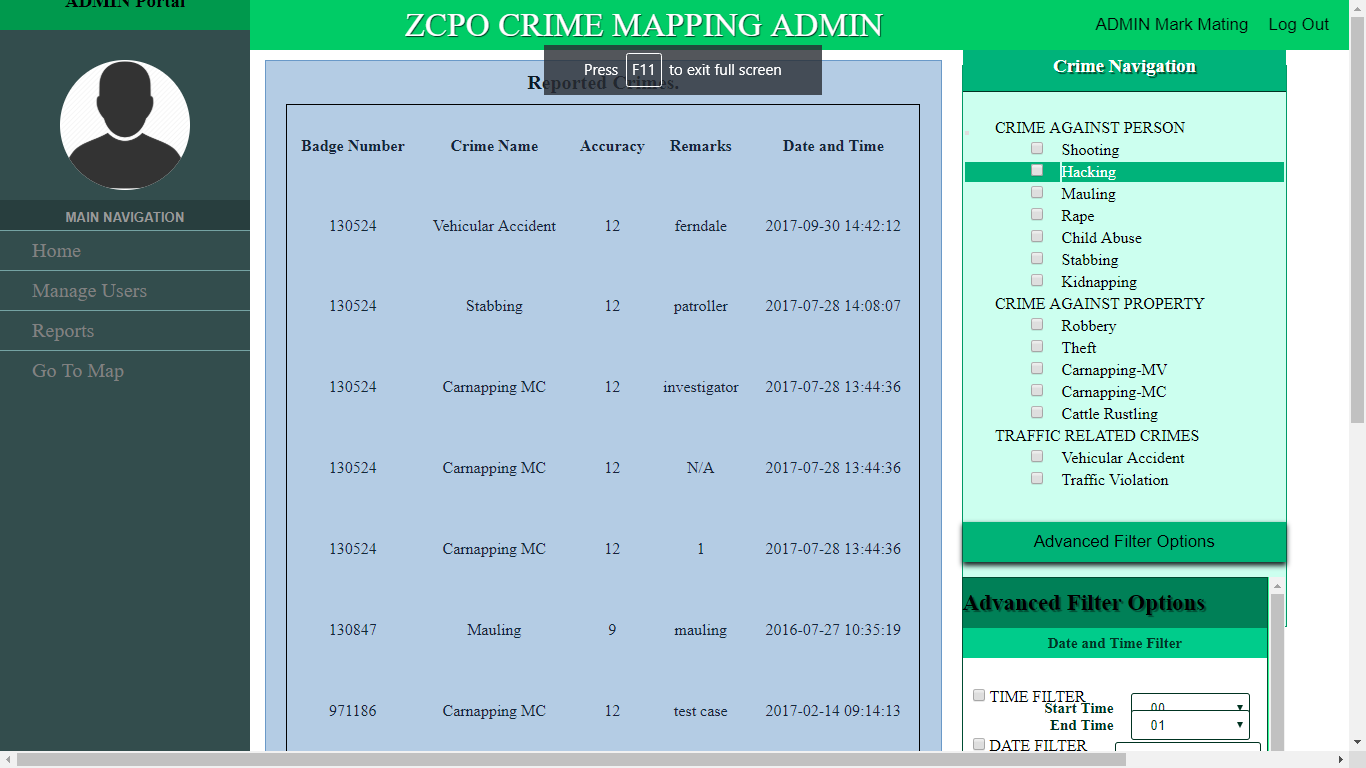 ADMIN Portal
ZCPO CRIME MAPPING ADMIN
ADMIN Mark Mating Log Out
Press F11 to exit full screen
MAIN NAVIGATION
Home
Manage Users
Reports
Go To Map
Reported Crimes.
Badge Number Crime Name Accuracy Remarks Date and Time
130524 Vehicular Accident 12 ferndale 2017-09-30 14:42:12
130524 Stabbing 12 patroller 2017-07-28 14:08:07
130524 Carnapping MC 12 investigator 2017-07-28 13:44:36
130524 Carnapping MC 12 N/A 2017-07-28 13:44:36
130524 Carnapping MC 12 1 2017-07-28 13:44:36
130847 Mauling 9 mauling 2016-07-27 10:35:19
971186 Carnapping MC 12 test case 2017-02-14 09:14:13
Crime Navigation
CRIME AGAINST PERSON
Shooting
Hacking
Mauling
Rape
Child Abuse
Stabbing
Kidnapping
CRIME AGAINST PROPERTY
Robbery
Theft
Carnapping-MV
Carnapping-MC
Cattle Rustling
TRAFFIC RELATED CRIMES
Vehicular Accident
Traffic Violation
Advanced Filter Options
Advanced Filter Options
Date and Time Filter
TIME FILTER
Start Time 00
End Time 01
DATE FILTER